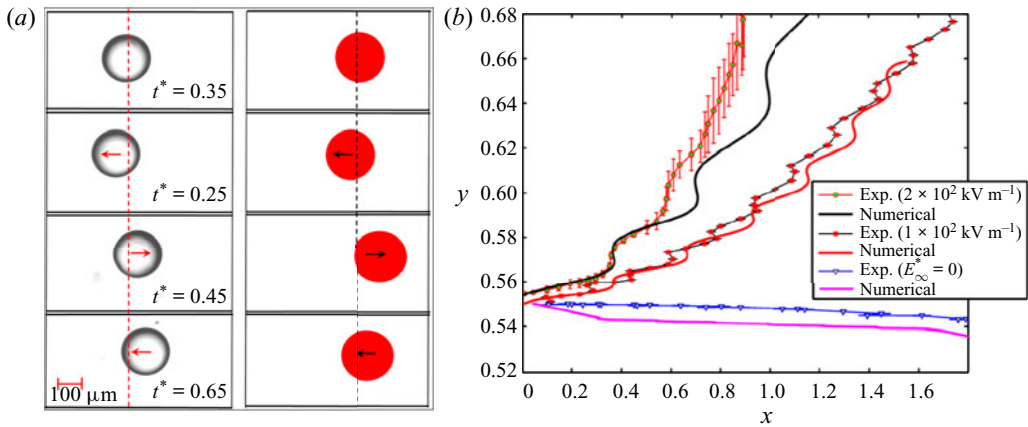 (a)
t* = 0.35
t* = 0.25
t* = 0.45
t* = 0.65
100 μm
(b)
0.68
0.66
0.64
0.62
0.60
0.58
0.56
0.54
0.52
y
0 0.2 0.4 0.6 0.8 1.0 1.2 1.4 1.6
x
Exp. (2 × 10² kV m⁻¹)
Numerical
Exp. (1 × 10² kV m⁻¹)
Numerical
Exp. (E*∞ = 0)
Numerical